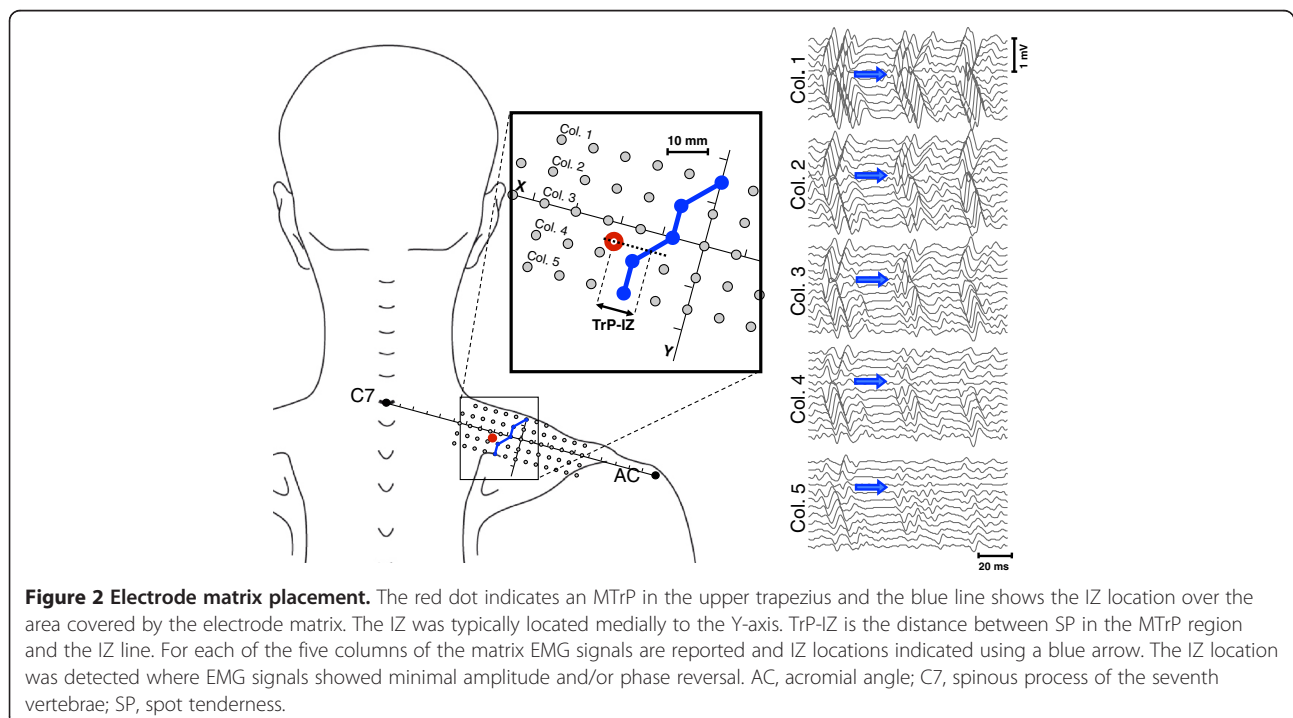 Col. 1
Col. 2
Col. 3
Col. 4
Col. 5
X
Y
10 mm
TrP-IZ
C7
AC
Col. 1
Col. 2
Col. 3
Col. 4
Col. 5
1 mV
20 ms
Figure 2 Electrode matrix placement. The red dot indicates an MTrP in the upper trapezius and the blue line shows the IZ location over the
area covered by the electrode matrix. The IZ was typically located medially to the Y-axis. TrP-IZ is the distance between SP in the MTrP region
and the IZ line. For each of the five columns of the matrix EMG signals are reported and IZ locations indicated using a blue arrow. The IZ location
was detected where EMG signals showed minimal amplitude and/or phase reversal. AC, acromial angle; C7, spinous process of the seventh
vertebrae; SP, spot tenderness.